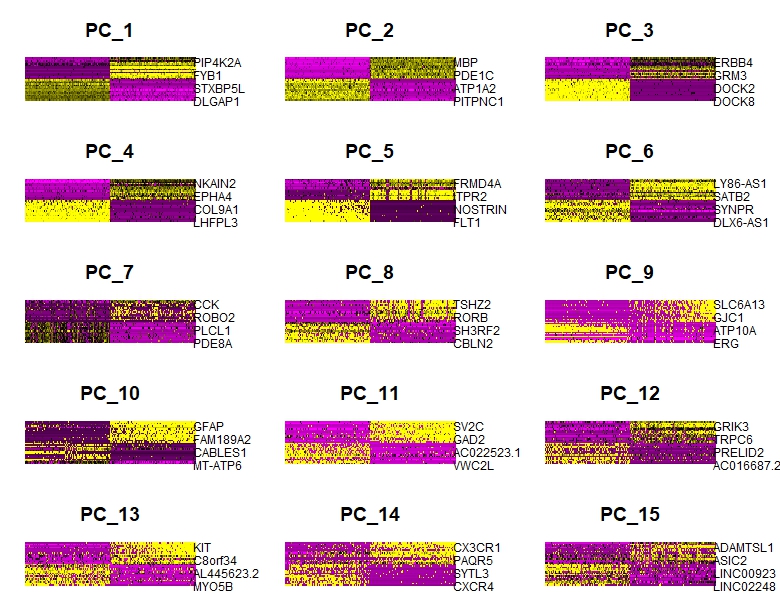 PC_1
PIP4K2A
FYB1
STXBP5L
DLGAP1
PC_2
MBP
PDE1C
ATP1A2
PITPNC1
PC_3
ERBB4
GRM3
DOCK2
DOCK8
PC_4
NKAIN2
EPHA4
COL9A1
LHFPL3
PC_5
FRMD4A
ITPR2
NOSTRIN
FLT1
PC_6
LY86-AS1
SATB2
SYNPR
DLX6-AS1
PC_7
CCK
ROBO2
PLCL1
PDE8A
PC_8
TSHZ2
RORB
SH3RF2
CBLN2
PC_9
SLC6A13
GJC1
ATP10A
ERG
PC_10
GFAP
FAM189A2
CABLES1
MT-ATP6
PC_11
SV2C
GAD2
AC022523.1
VWC2L
PC_12
GRIK3
TRPC6
PRELID2
AC016687.2
PC_13
KIT
C8orf34
AL445623.2
MYO5B
PC_14
CX3CR1
PAQR5
SYTL3
CXCR4
PC_15
ADAMTSL1
ASIC2
LINC00923
LINC02248